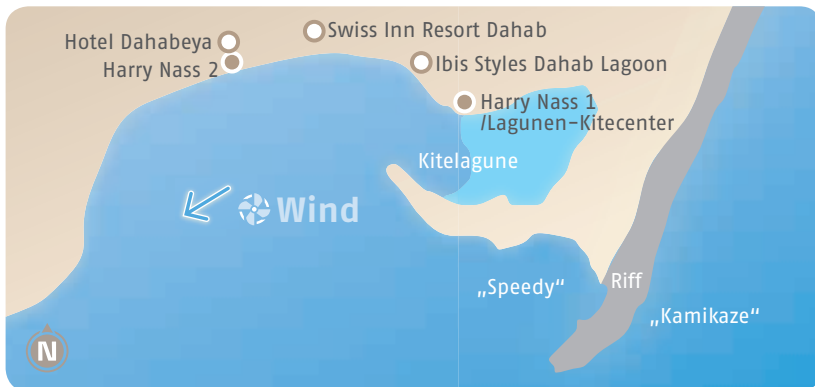 Swiss Inn Resort Dahab
Hotel Dahabeya
Harry Nass 2
Ibis Styles Dahab Lagoon
Harry Nass 1
/Lagunen-Kitecenter
Kitelagune
Wind
„Speedy“
Riff
„Kamikaze“
N